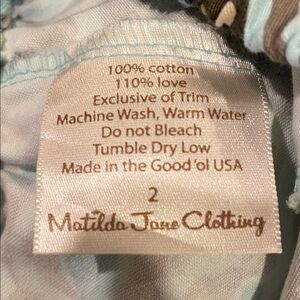 100% cotton
110% love
Exclusive of Trim
Machine Wash, Warm Water
Do not Bleach
Tumble Dry Low
Made in the Good 'ol USA
2
Matilda Jane Clothing